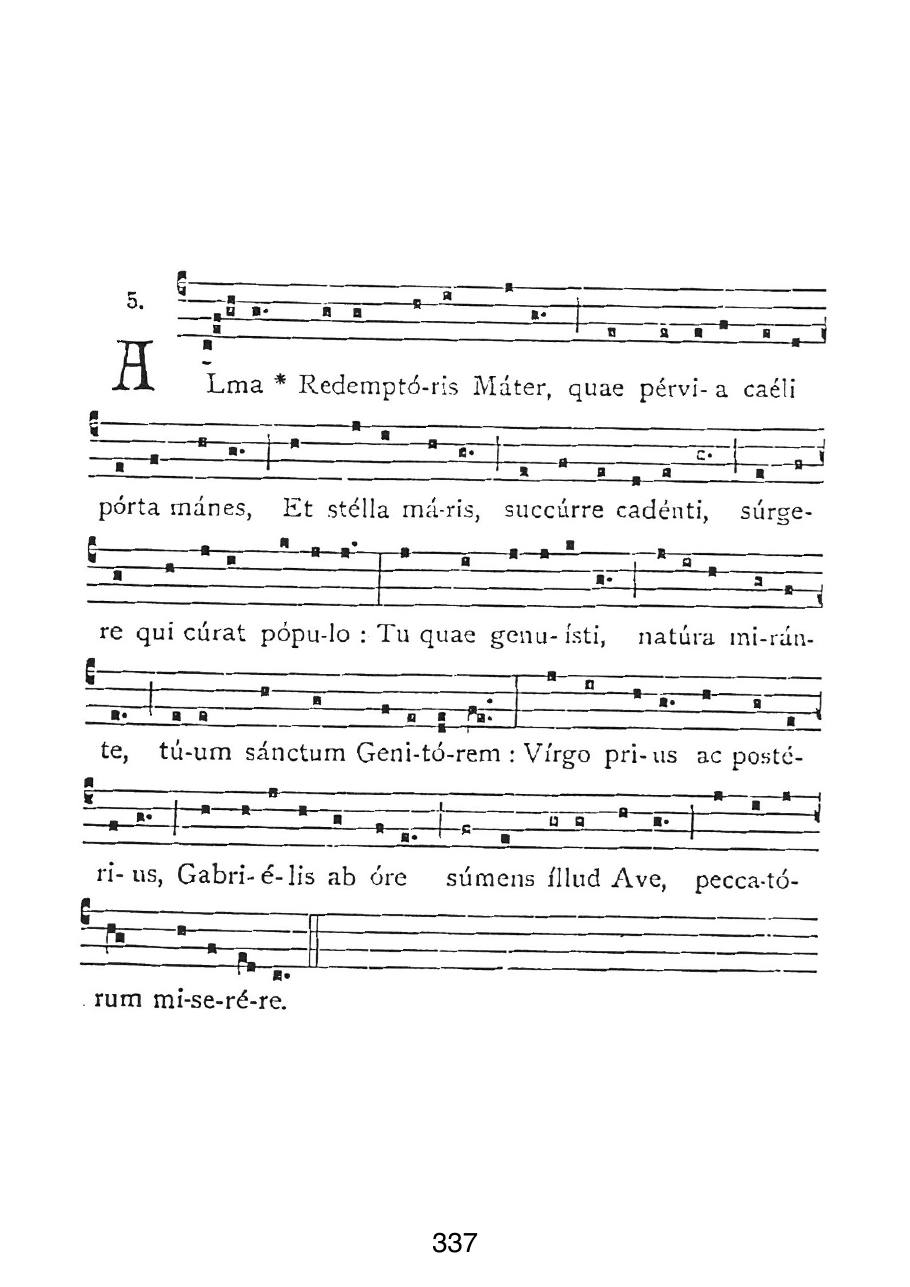 5.
ALma * Redemptó-ris Máter, quae pérvi- a caéli
pórta mánes, Et stélla má-ris, succúrre cadénti, súrge-
re qui cúrat pópu-lo : Tu quae genu- ísti, natúra mi-rán-
te, tú-um sánctum Geni-tó-rem : Vírgo pri- us ac posté-
ri- us, Gabri- é- lis ab óre súmens íllud Ave, pecca-tó-
rum mi-se-ré-re.
337